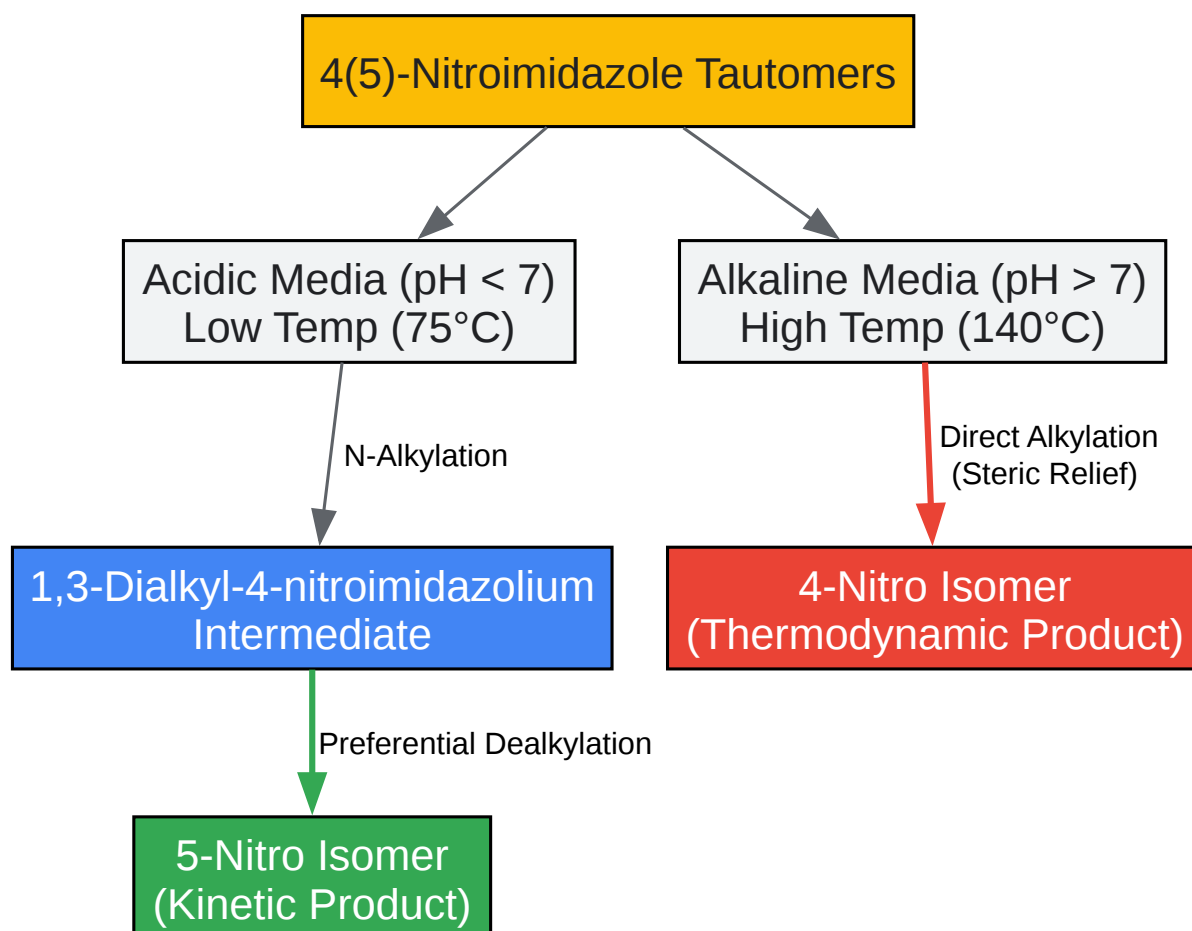 4(5)-Nitroimidazole Tautomers
Acidic Media (pH < 7)
Low Temp (75°C)
Alkaline Media (pH > 7)
High Temp (140°C)
N-Alkylation
Direct Alkylation
(Steric Relief)
1,3-Dialkyl-4-nitroimidazolium
Intermediate
4-Nitro Isomer
(Thermodynamic Product)
Preferential Dealkylation
5-Nitro Isomer
(Kinetic Product)